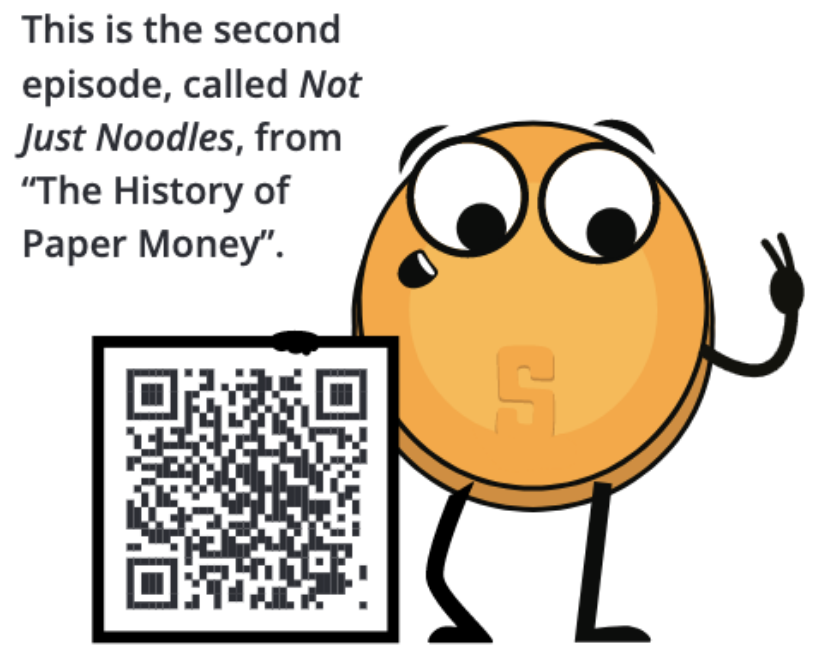 This is the second
episode, called Not
Just Noodles, from
“The History of
Paper Money”.
S